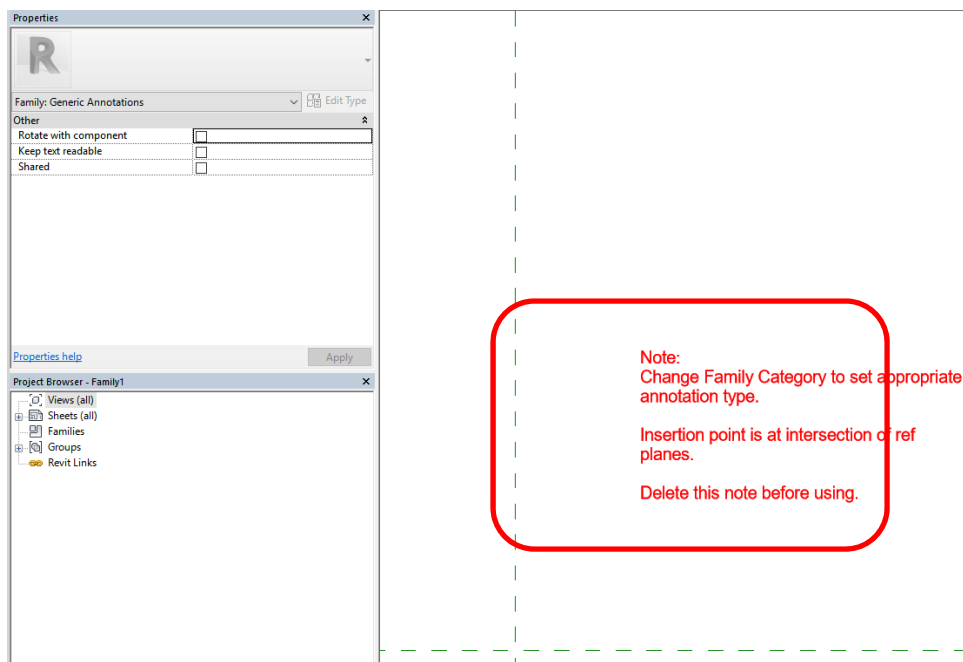 Properties
Family: Generic Annotations
Edit Type
Other
Rotate with component
Keep text readable
Shared
Properties help
Apply
Project Browser - Family1
Views (all)
Sheets (all)
Families
Groups
Revit Links
Note:
Change Family Category to set appropriate
annotation type.
Insertion point is at intersection of ref
planes.
Delete this note before using.